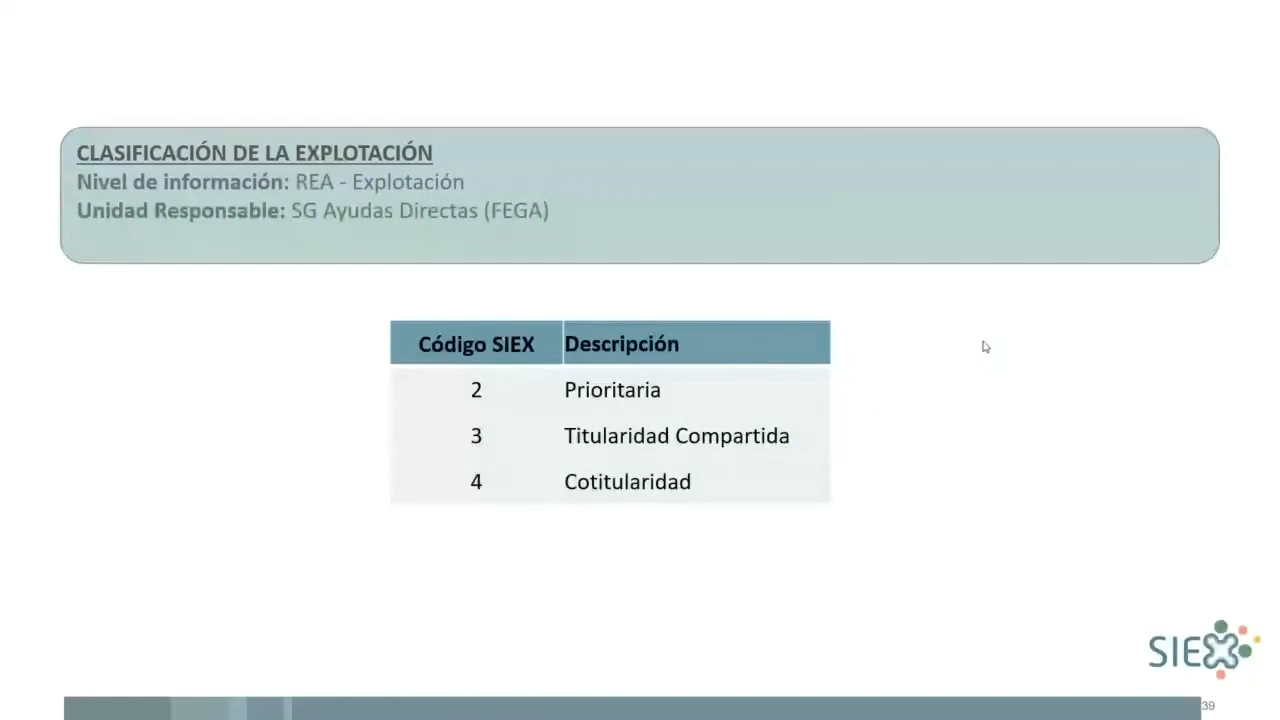 CLASIFICACIÓN DE LA EXPLOTACIÓN
Nivel de información: REA - Explotación
Unidad Responsable: SG Ayudas Directas (FEGA)
Código SIEX Descripción
2 Prioritaria
3 Titularidad Compartida
4 Cotitularidad
SIEX
39